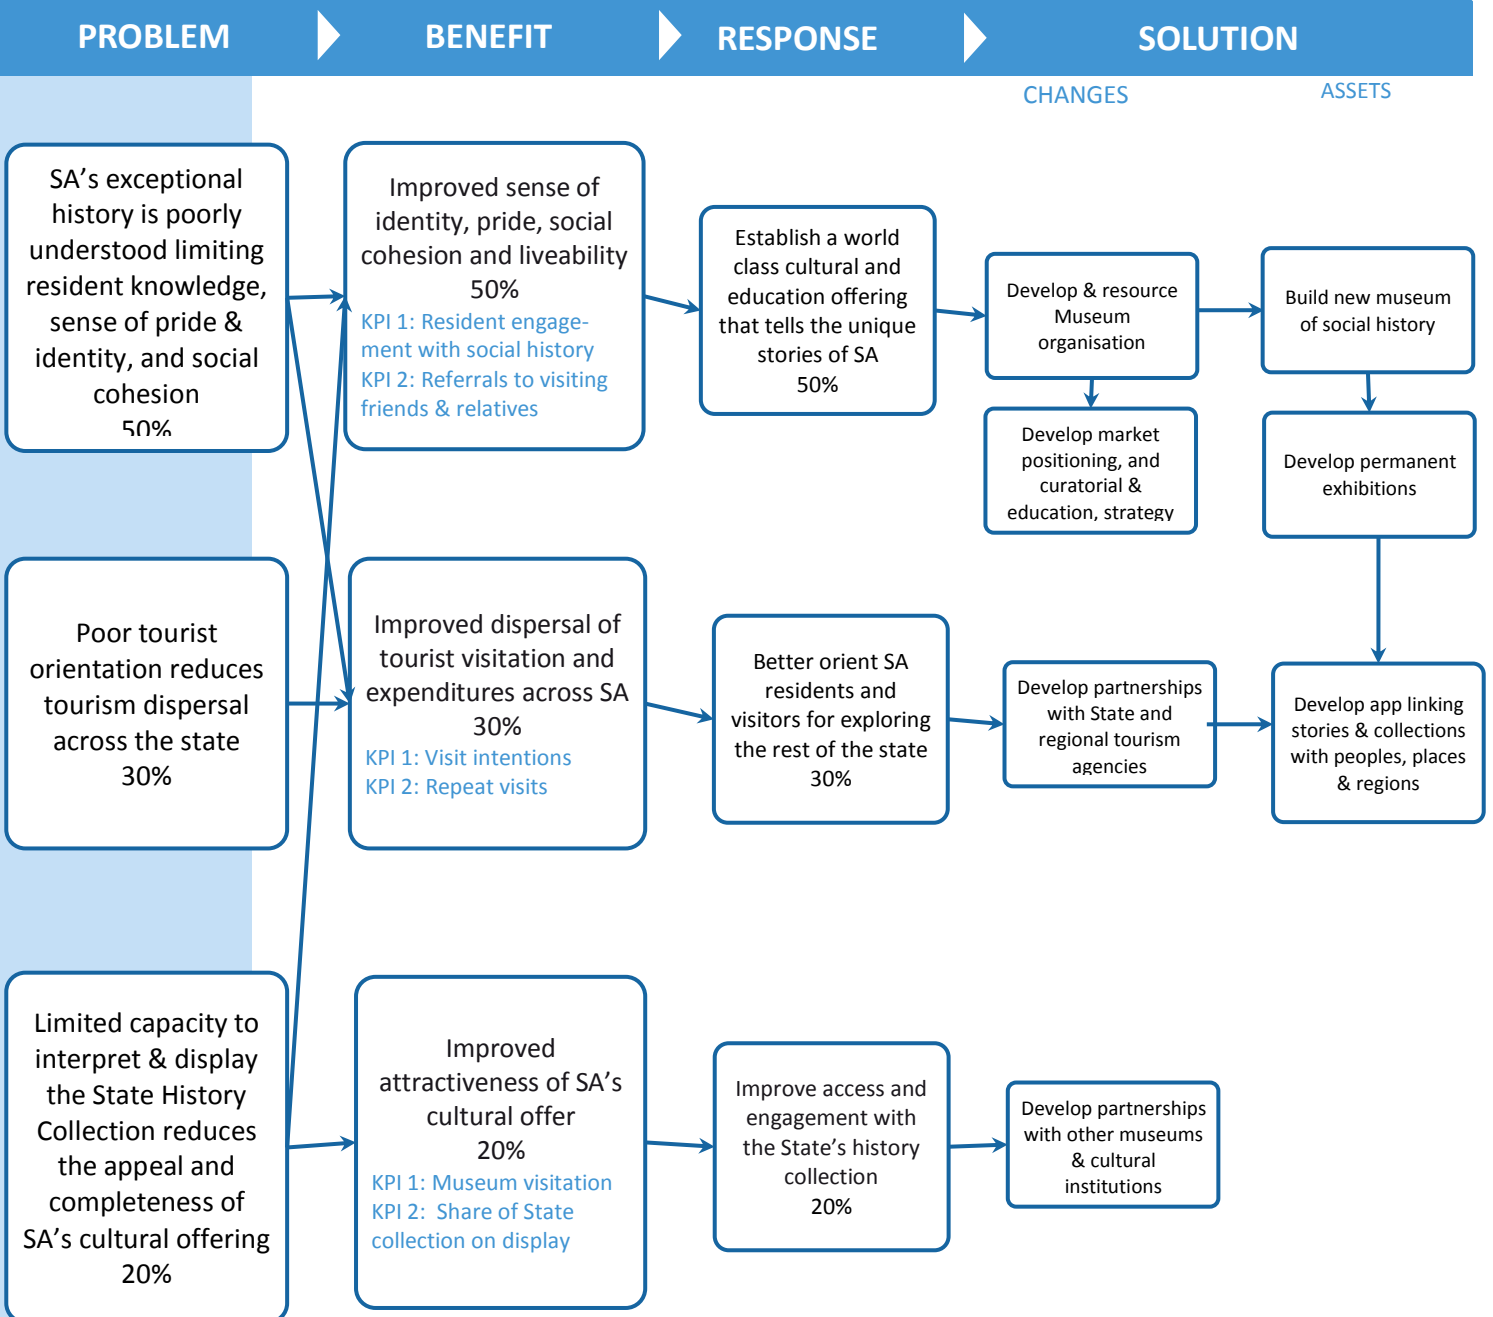 PROBLEM
BENEFIT
RESPONSE
SOLUTION
CHANGES
ASSETS
SA’s exceptional
history is poorly
understood limiting
resident knowledge,
sense of pride &
identity, and social
cohesion
50%
Improved sense of
identity, pride, social
cohesion and liveability
50%
KPI 1: Resident engage-
ment with social history
KPI 2: Referrals to visiting
friends & relatives
Establish a world
class cultural and
education offering
that tells the unique
stories of SA
50%
Develop & resource
Museum
organisation
Build new museum
of social history
Develop market
positioning, and
curatorial &
education, strategy
Develop permanent
exhibitions
Poor tourist
orientation reduces
tourism dispersal
across the state
30%
Improved dispersal of
tourist visitation and
expenditures across SA
30%
KPI 1: Visit intentions
KPI 2: Repeat visits
Better orient SA
residents and
visitors for exploring
the rest of the state
30%
Develop partnerships
with State and
regional tourism
agencies
Develop app linking
stories & collections
with peoples, places
& regions
Limited capacity to
interpret & display
the State History
Collection reduces
the appeal and
completeness of
SA’s cultural offering
20%
Improved
attractiveness of SA’s
cultural offer
20%
KPI 1: Museum visitation
KPI 2:  Share of State
collection on display
Improve access and
engagement with
the State’s history
collection
20%
Develop partnerships
with other museums
& cultural
institutions